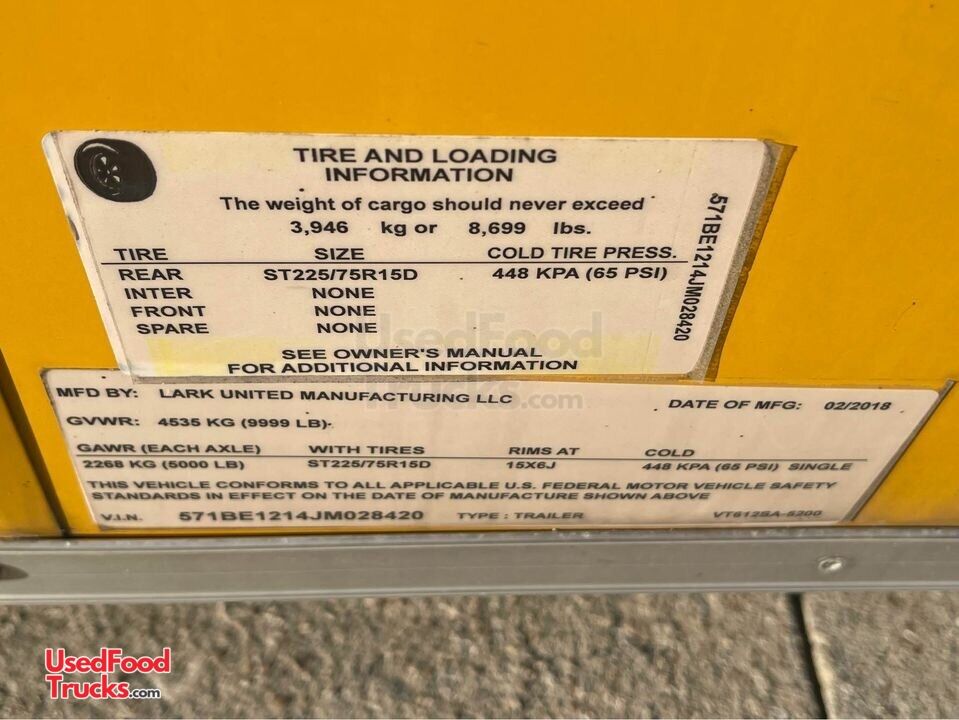 TIRE AND LOADING
INFORMATION
The weight of cargo should never exceed
3,946 kg or 8,699 lbs.
TIRE SIZE COLD TIRE PRESS.
REAR ST225/75R15D 448 KPA (65 PSI)
INTER NONE
FRONT NONE
SPARE NONE
SEE OWNER'S MANUAL
FOR ADDITIONAL INFORMATION
571BE1214JM028420
UsedFood
Trucks.com
MFD BY: LARK UNITED MANUFACTURING LLC DATE OF MFG: 02/2018
GVWR: 4535 KG (9999 LB)
GAWR (EACH AXLE) WITH TIRES RIMS AT COLD
2268 KG (5000 LB) ST225/75R15D 15X6J 448 KPA (65 PSI) SINGLE
THIS VEHICLE CONFORMS TO ALL APPLICABLE U.S. FEDERAL MOTOR VEHICLE SAFETY
STANDARDS IN EFFECT ON THE DATE OF MANUFACTURE SHOWN ABOVE
V.I.N. 571BE1214JM028420 TYPE : TRAILER VT612SA-5200
UsedFood
Trucks.com